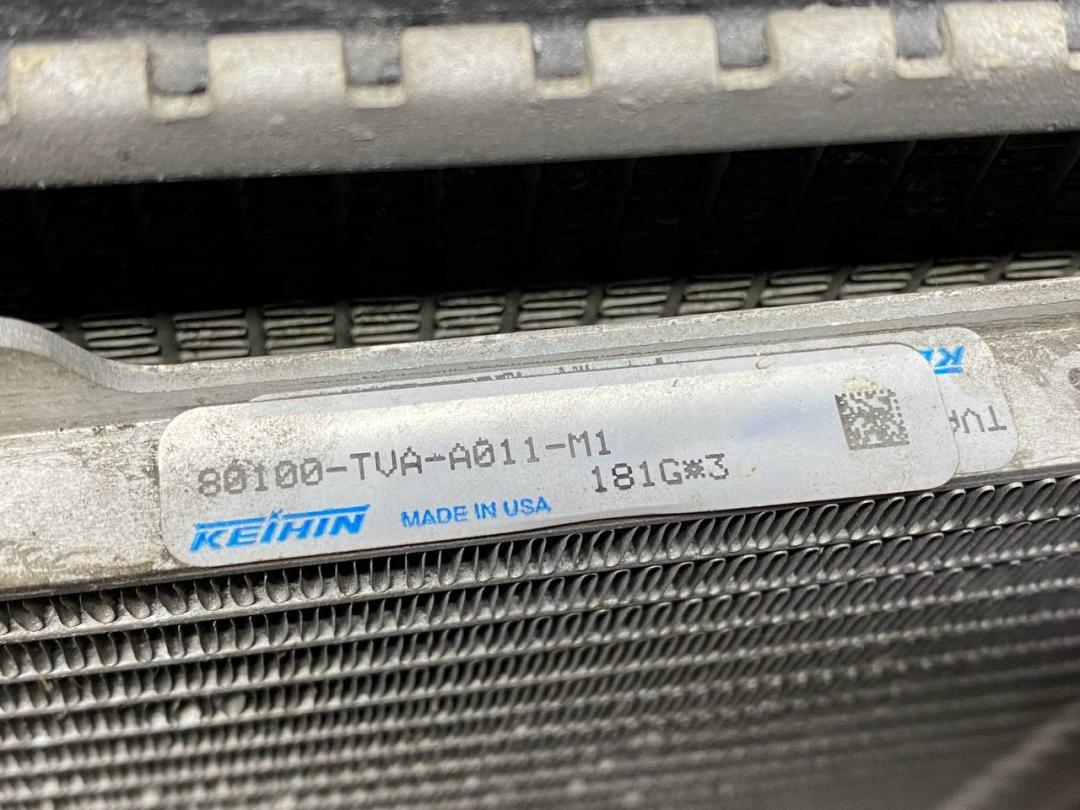 80100-TVA-A011-M1
181G*3
KEIHIN MADE IN USA